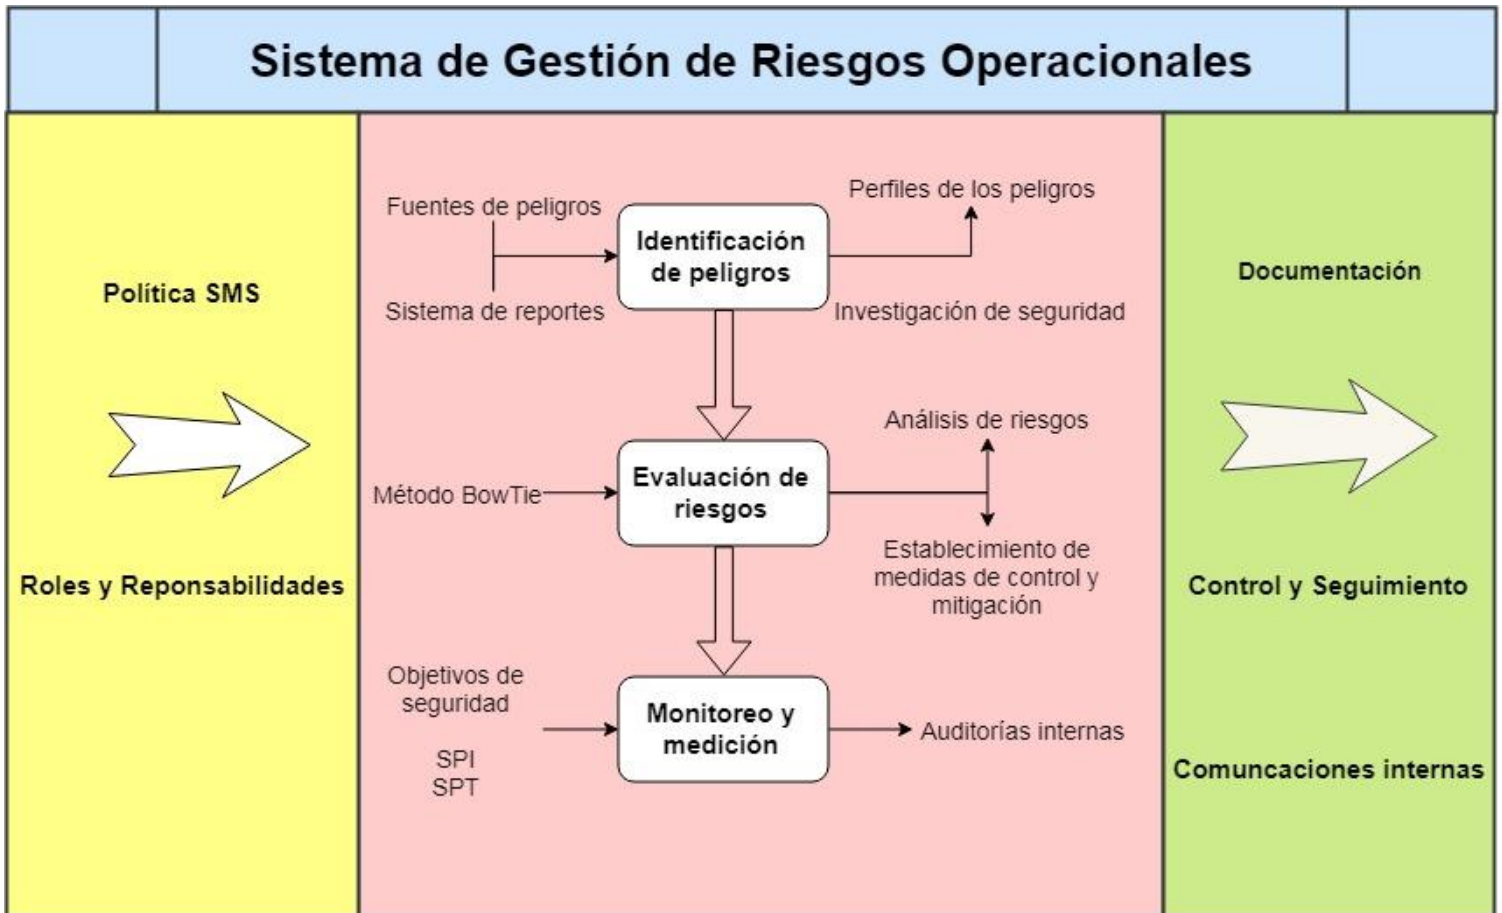 Sistema de Gestión de Riesgos Operacionales
Política SMS
Roles y Reponsabilidades
Fuentes de peligros
Sistema de reportes
Identificación
de peligros
Perfiles de los peligros
Investigación de seguridad
Método BowTie
Evaluación de
riesgos
Análisis de riesgos
Establecimiento de
medidas de control y
mitigación
Objetivos de
seguridad
SPI
SPT
Monitoreo y
medición
Auditorías internas
Documentación
Control y Seguimiento
Comuncaciones internas